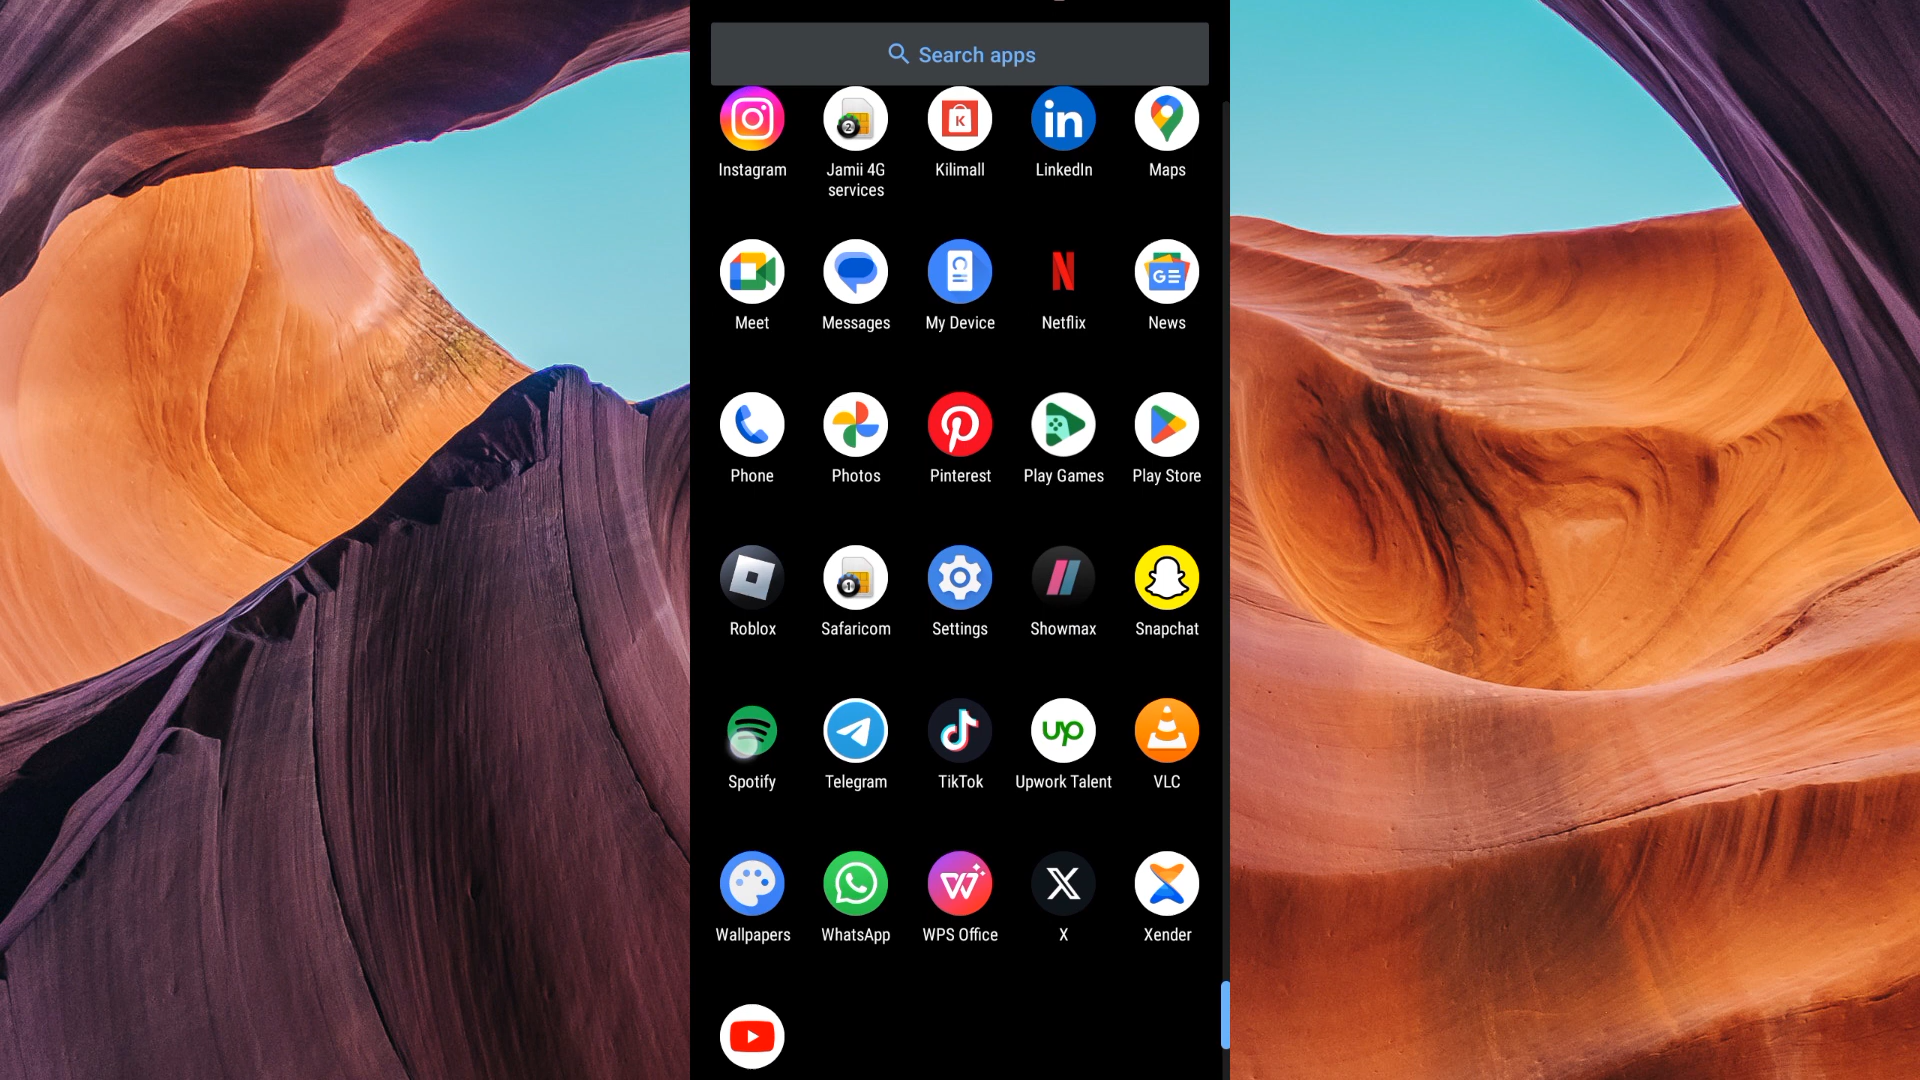 Search apps
Instagram
Jamii 4G
services
Kilimall
LinkedIn
Maps
Meet
Messages
My Device
Netflix
News
Phone
Photos
Pinterest
Play Games
Play Store
Roblox
Safaricom
Settings
Showmax
Snapchat
Spotify
Telegram
TikTok
Upwork Talent
VLC
Wallpapers
WhatsApp
WPS Office
X
Xender